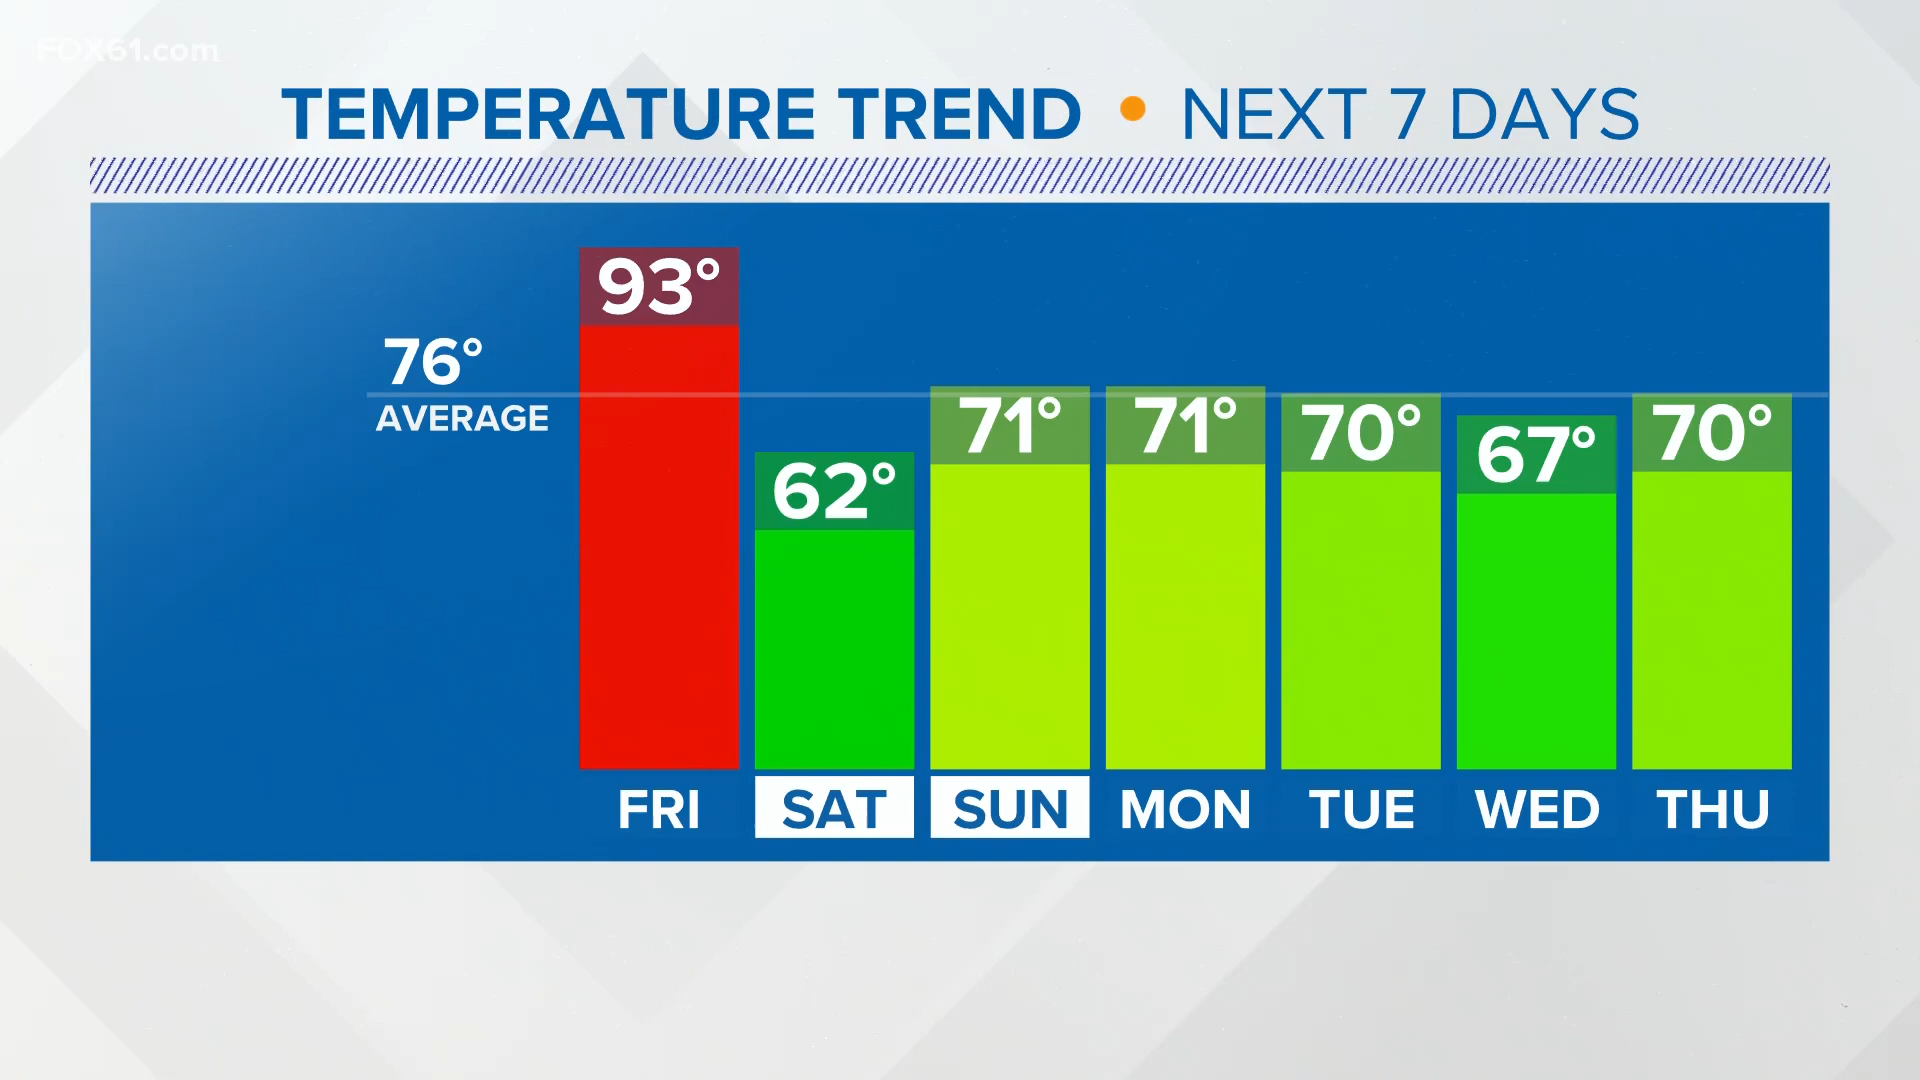 FOX61.com
TEMPERATURE TREND • NEXT 7 DAYS
93°
76°
AVERAGE
62°
71°
71°
70°
67°
70°
FRI SAT SUN MON TUE WED THU